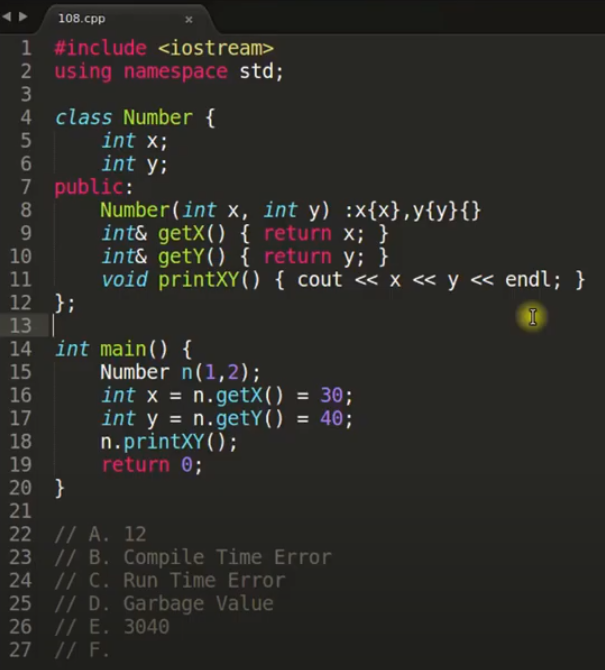 108.cpp
1 #include <iostream>
2 using namespace std;
3
4 class Number {
5     int x;
6     int y;
7 public:
8     Number(int x, int y) :x{x},y{y}{}
9     int& getX() { return x; }
10     int& getY() { return y; }
11     void printXY() { cout << x << y << endl; }
12 };
13
14 int main() {
15     Number n(1,2);
16     int x = n.getX() = 30;
17     int y = n.getY() = 40;
18     n.printXY();
19     return 0;
20 }
21
22 // A. 12
23 // B. Compile Time Error
24 // C. Run Time Error
25 // D. Garbage Value
26 // E. 3040
27 // F.